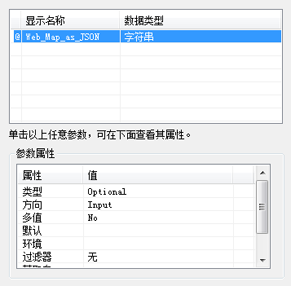 显示名称 数据类型
@ Web_Map_as_JSON 字符串
单击以上任意参数，可在下面查看其属性。
参数属性
属性 值
类型 Optional
方向 Input
多值 No
默认
环境
过滤器 无